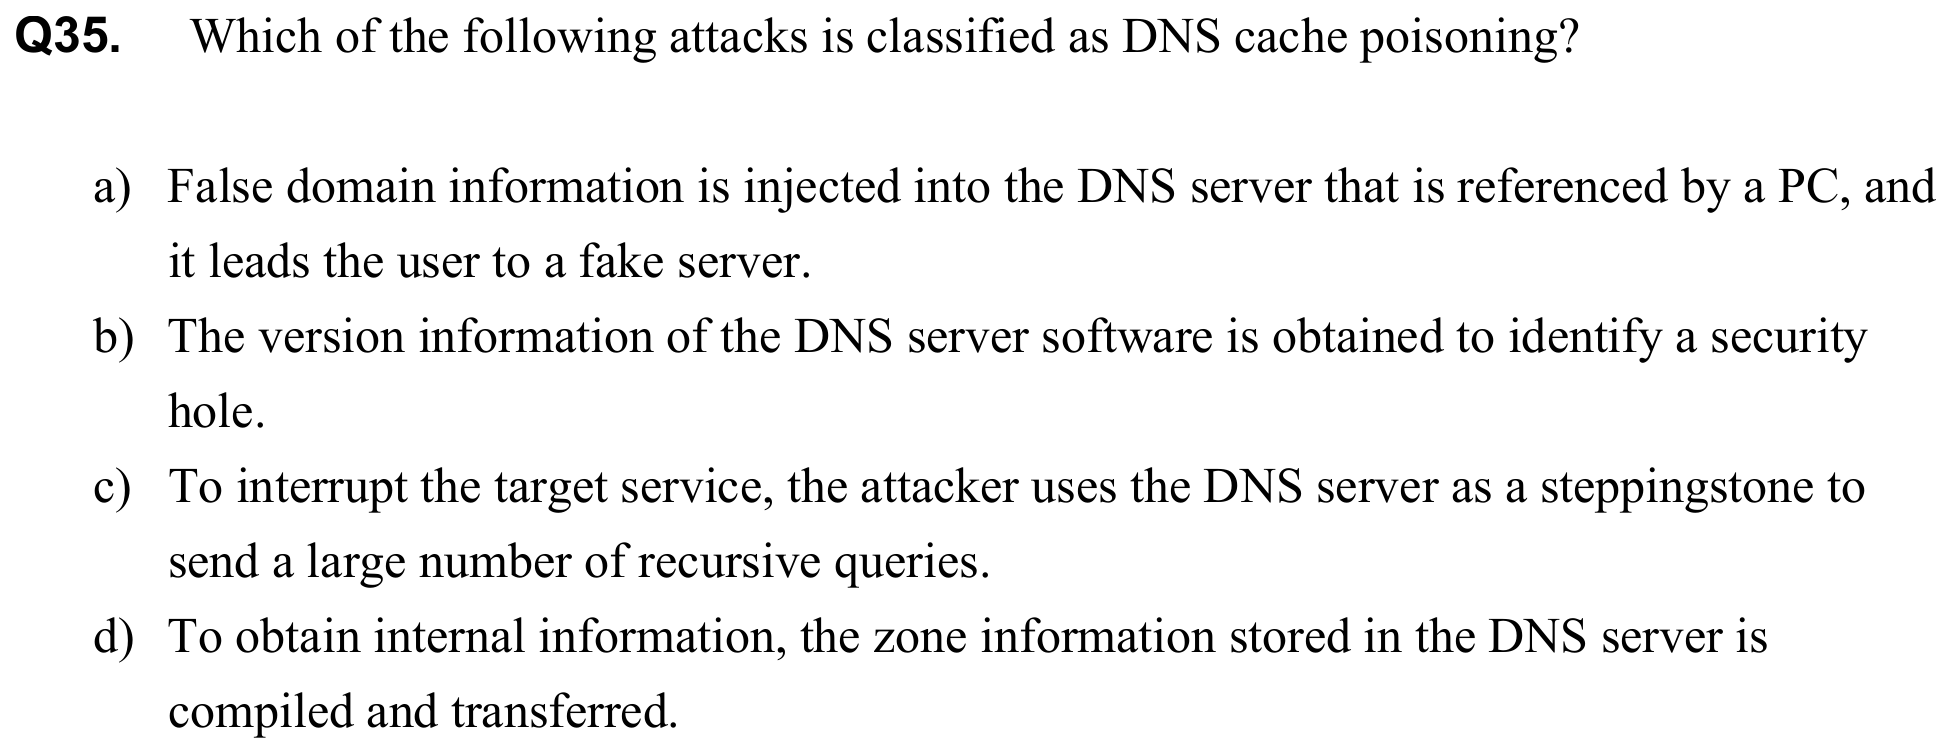 Q35. Which of the following attacks is classified as DNS cache poisoning?
a) False domain information is injected into the DNS server that is referenced by a PC, and
it leads the user to a fake server.
b) The version information of the DNS server software is obtained to identify a security
hole.
c) To interrupt the target service, the attacker uses the DNS server as a steppingstone to
send a large number of recursive queries.
d) To obtain internal information, the zone information stored in the DNS server is
compiled and transferred.